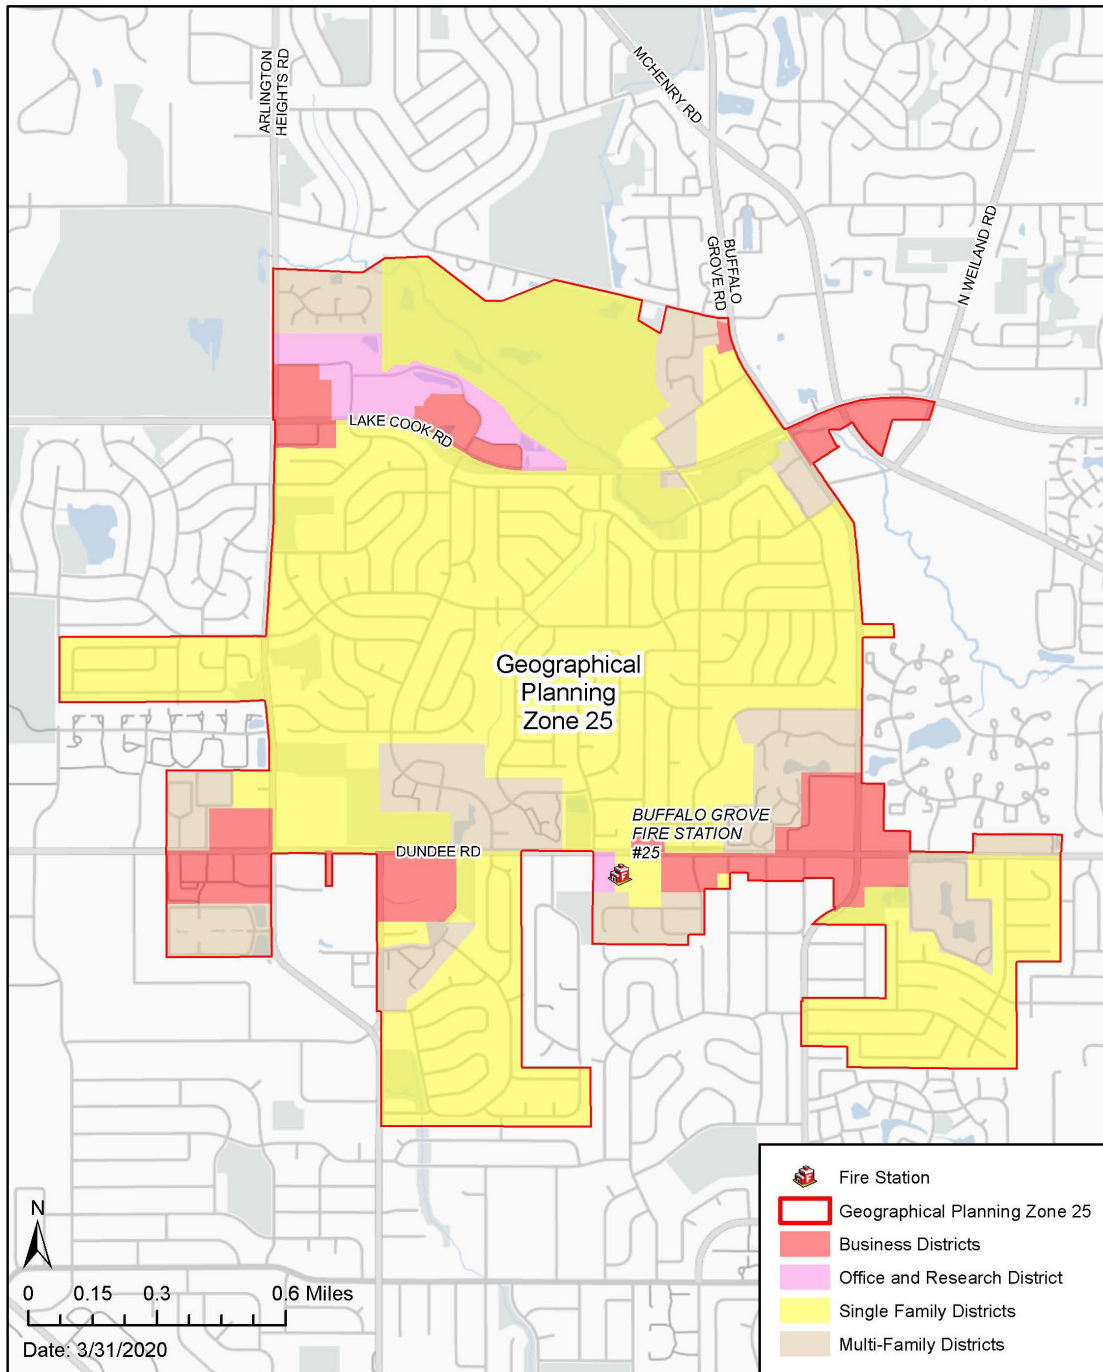 ARLINGTON
HEIGHTS RD
MCHENRY RD
BUFFALO
GROVE RD
N WEILAND RD
LAKE COOK RD
Geographical
Planning
Zone 25
BUFFALO GROVE
FIRE STATION
#25
DUNDEE RD
N
0 0.15 0.3 0.6 Miles
Date: 3/31/2020
Fire Station
Geographical Planning Zone 25
Business Districts
Office and Research District
Single Family Districts
Multi-Family Districts